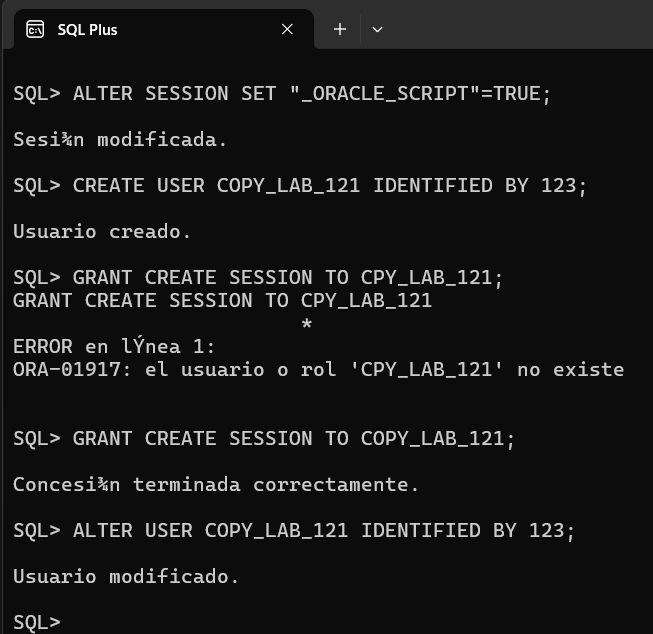 SQL Plus
SQL> ALTER SESSION SET "_ORACLE_SCRIPT"=TRUE;
Sesi¾n modificada.
SQL> CREATE USER COPY_LAB_121 IDENTIFIED BY 123;
Usuario creado.
SQL> GRANT CREATE SESSION TO CPY_LAB_121;
GRANT CREATE SESSION TO CPY_LAB_121
*
ERROR en lÝnea 1:
ORA-01917: el usuario o rol 'CPY_LAB_121' no existe
SQL> GRANT CREATE SESSION TO COPY_LAB_121;
Concesi¾n terminada correctamente.
SQL> ALTER USER COPY_LAB_121 IDENTIFIED BY 123;
Usuario modificado.
SQL>